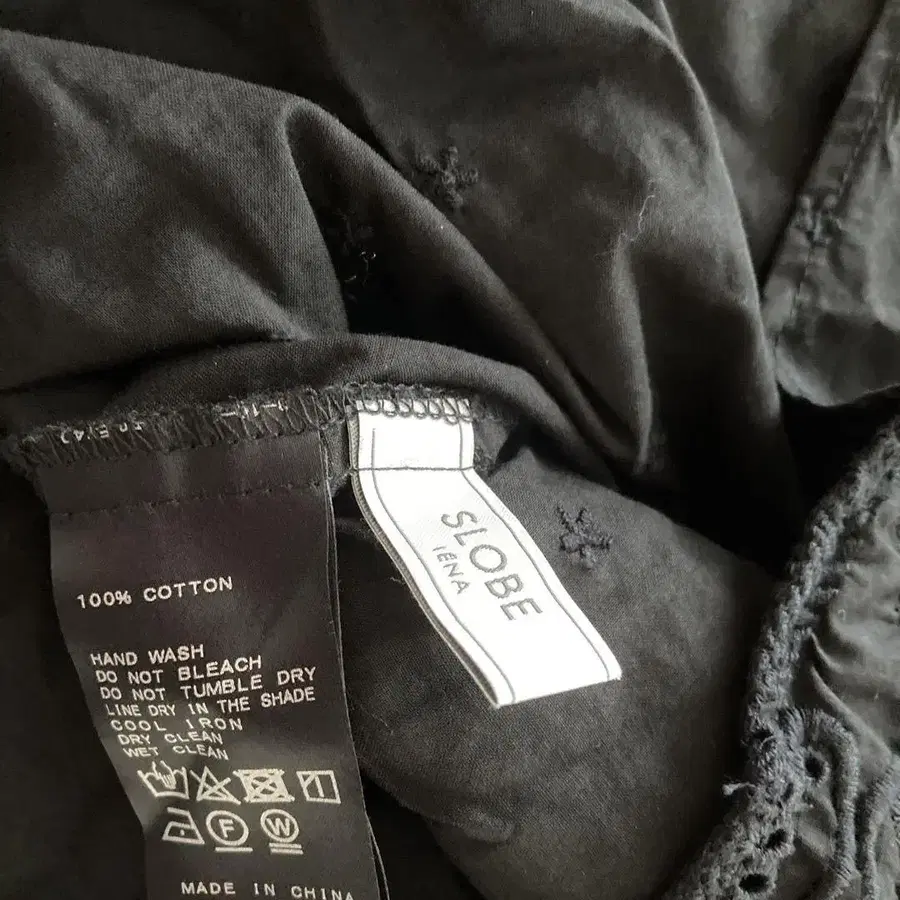 100% COTTON
HAND WASH
DO NOT BLEACH
DO NOT TUMBLE DRY
LINE DRY IN THE SHADE
COOL IRON
DRY CLEAN
WET CLEAN
F W
MADE IN CHINA
SLOBE
IÉNA